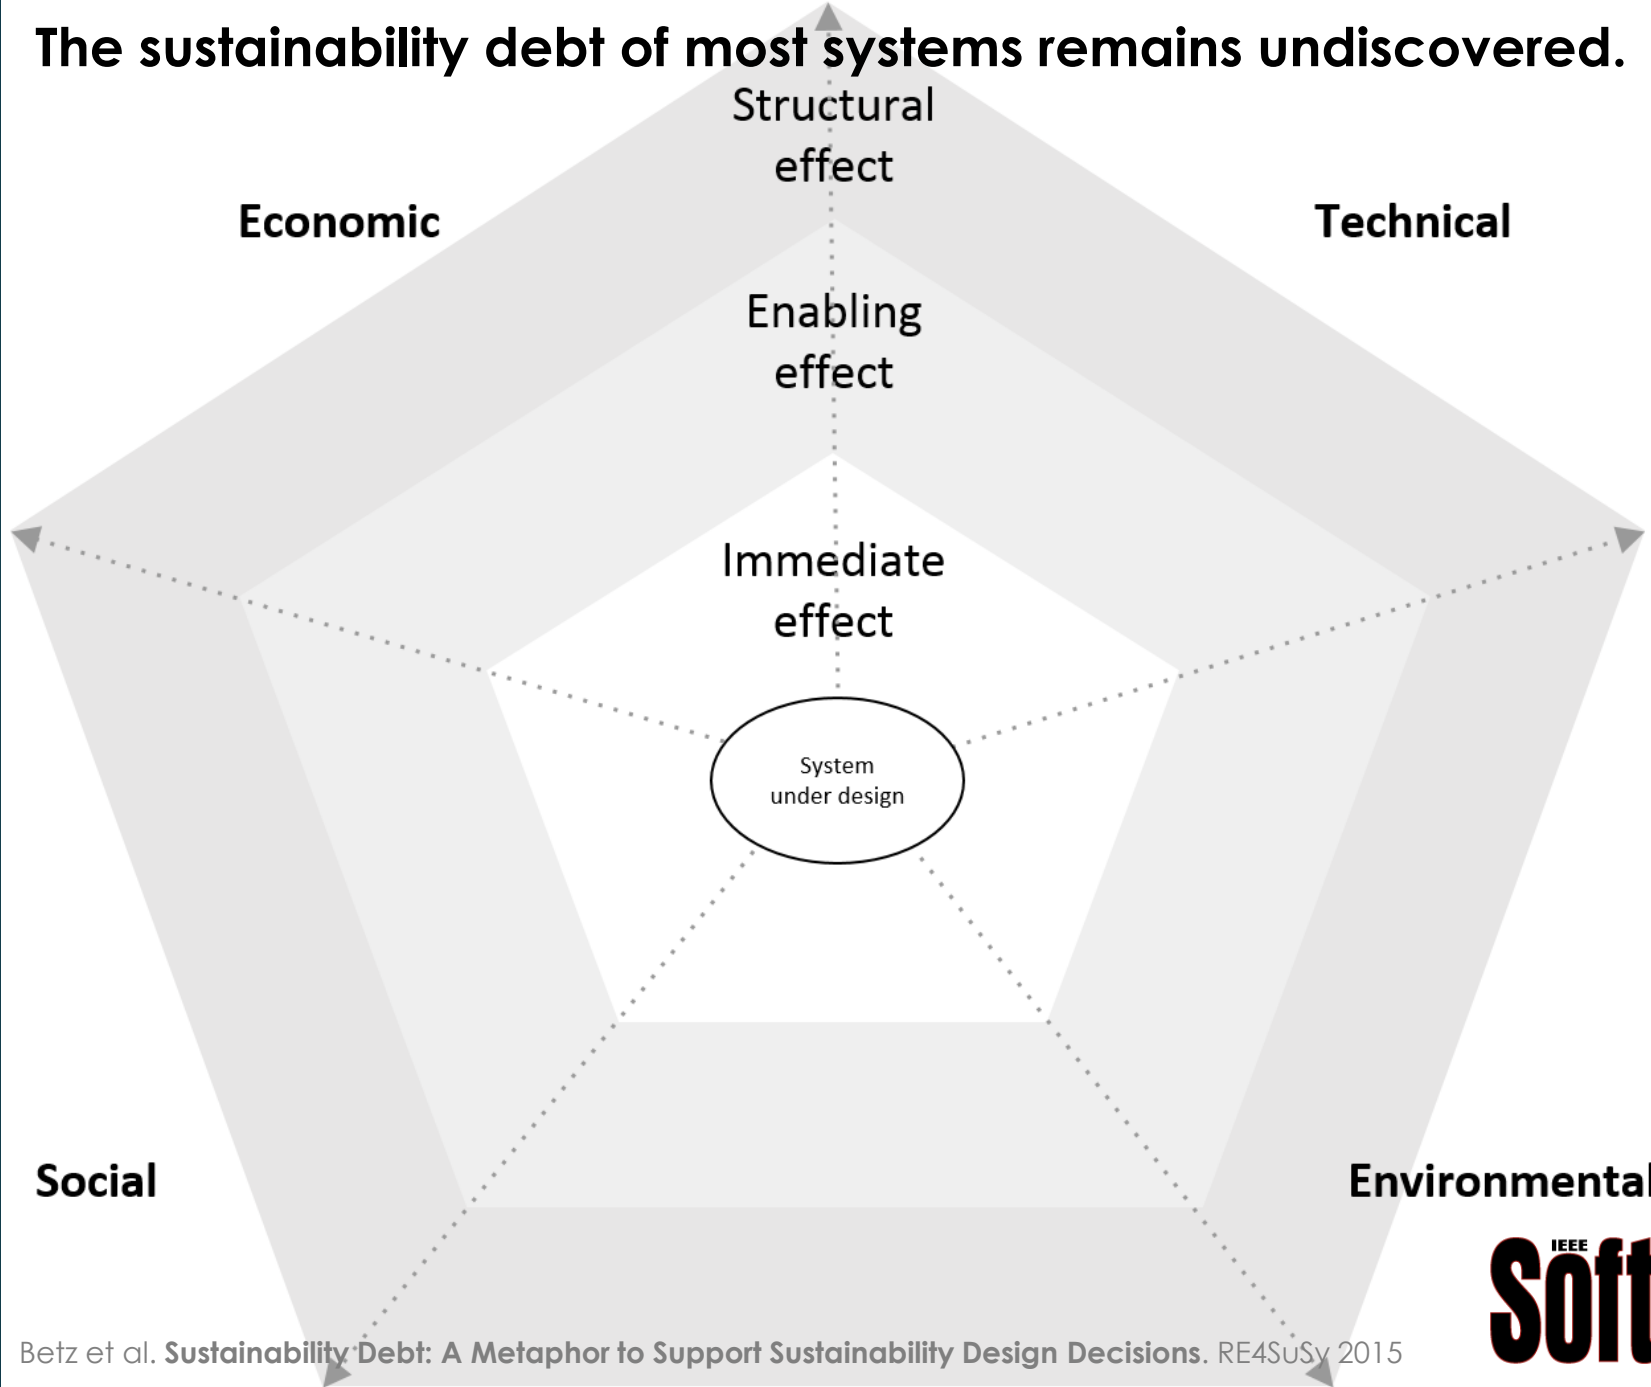 The sustainability debt of most systems remains undiscovered.
Structural
effect
Economic
Technical
Enabling
effect
Immediate
effect
System
under design
Social
Environmental
IEEE
Soft
Betz et al. Sustainability Debt: A Metaphor to Support Sustainability Design Decisions. RE4SuSy 2015